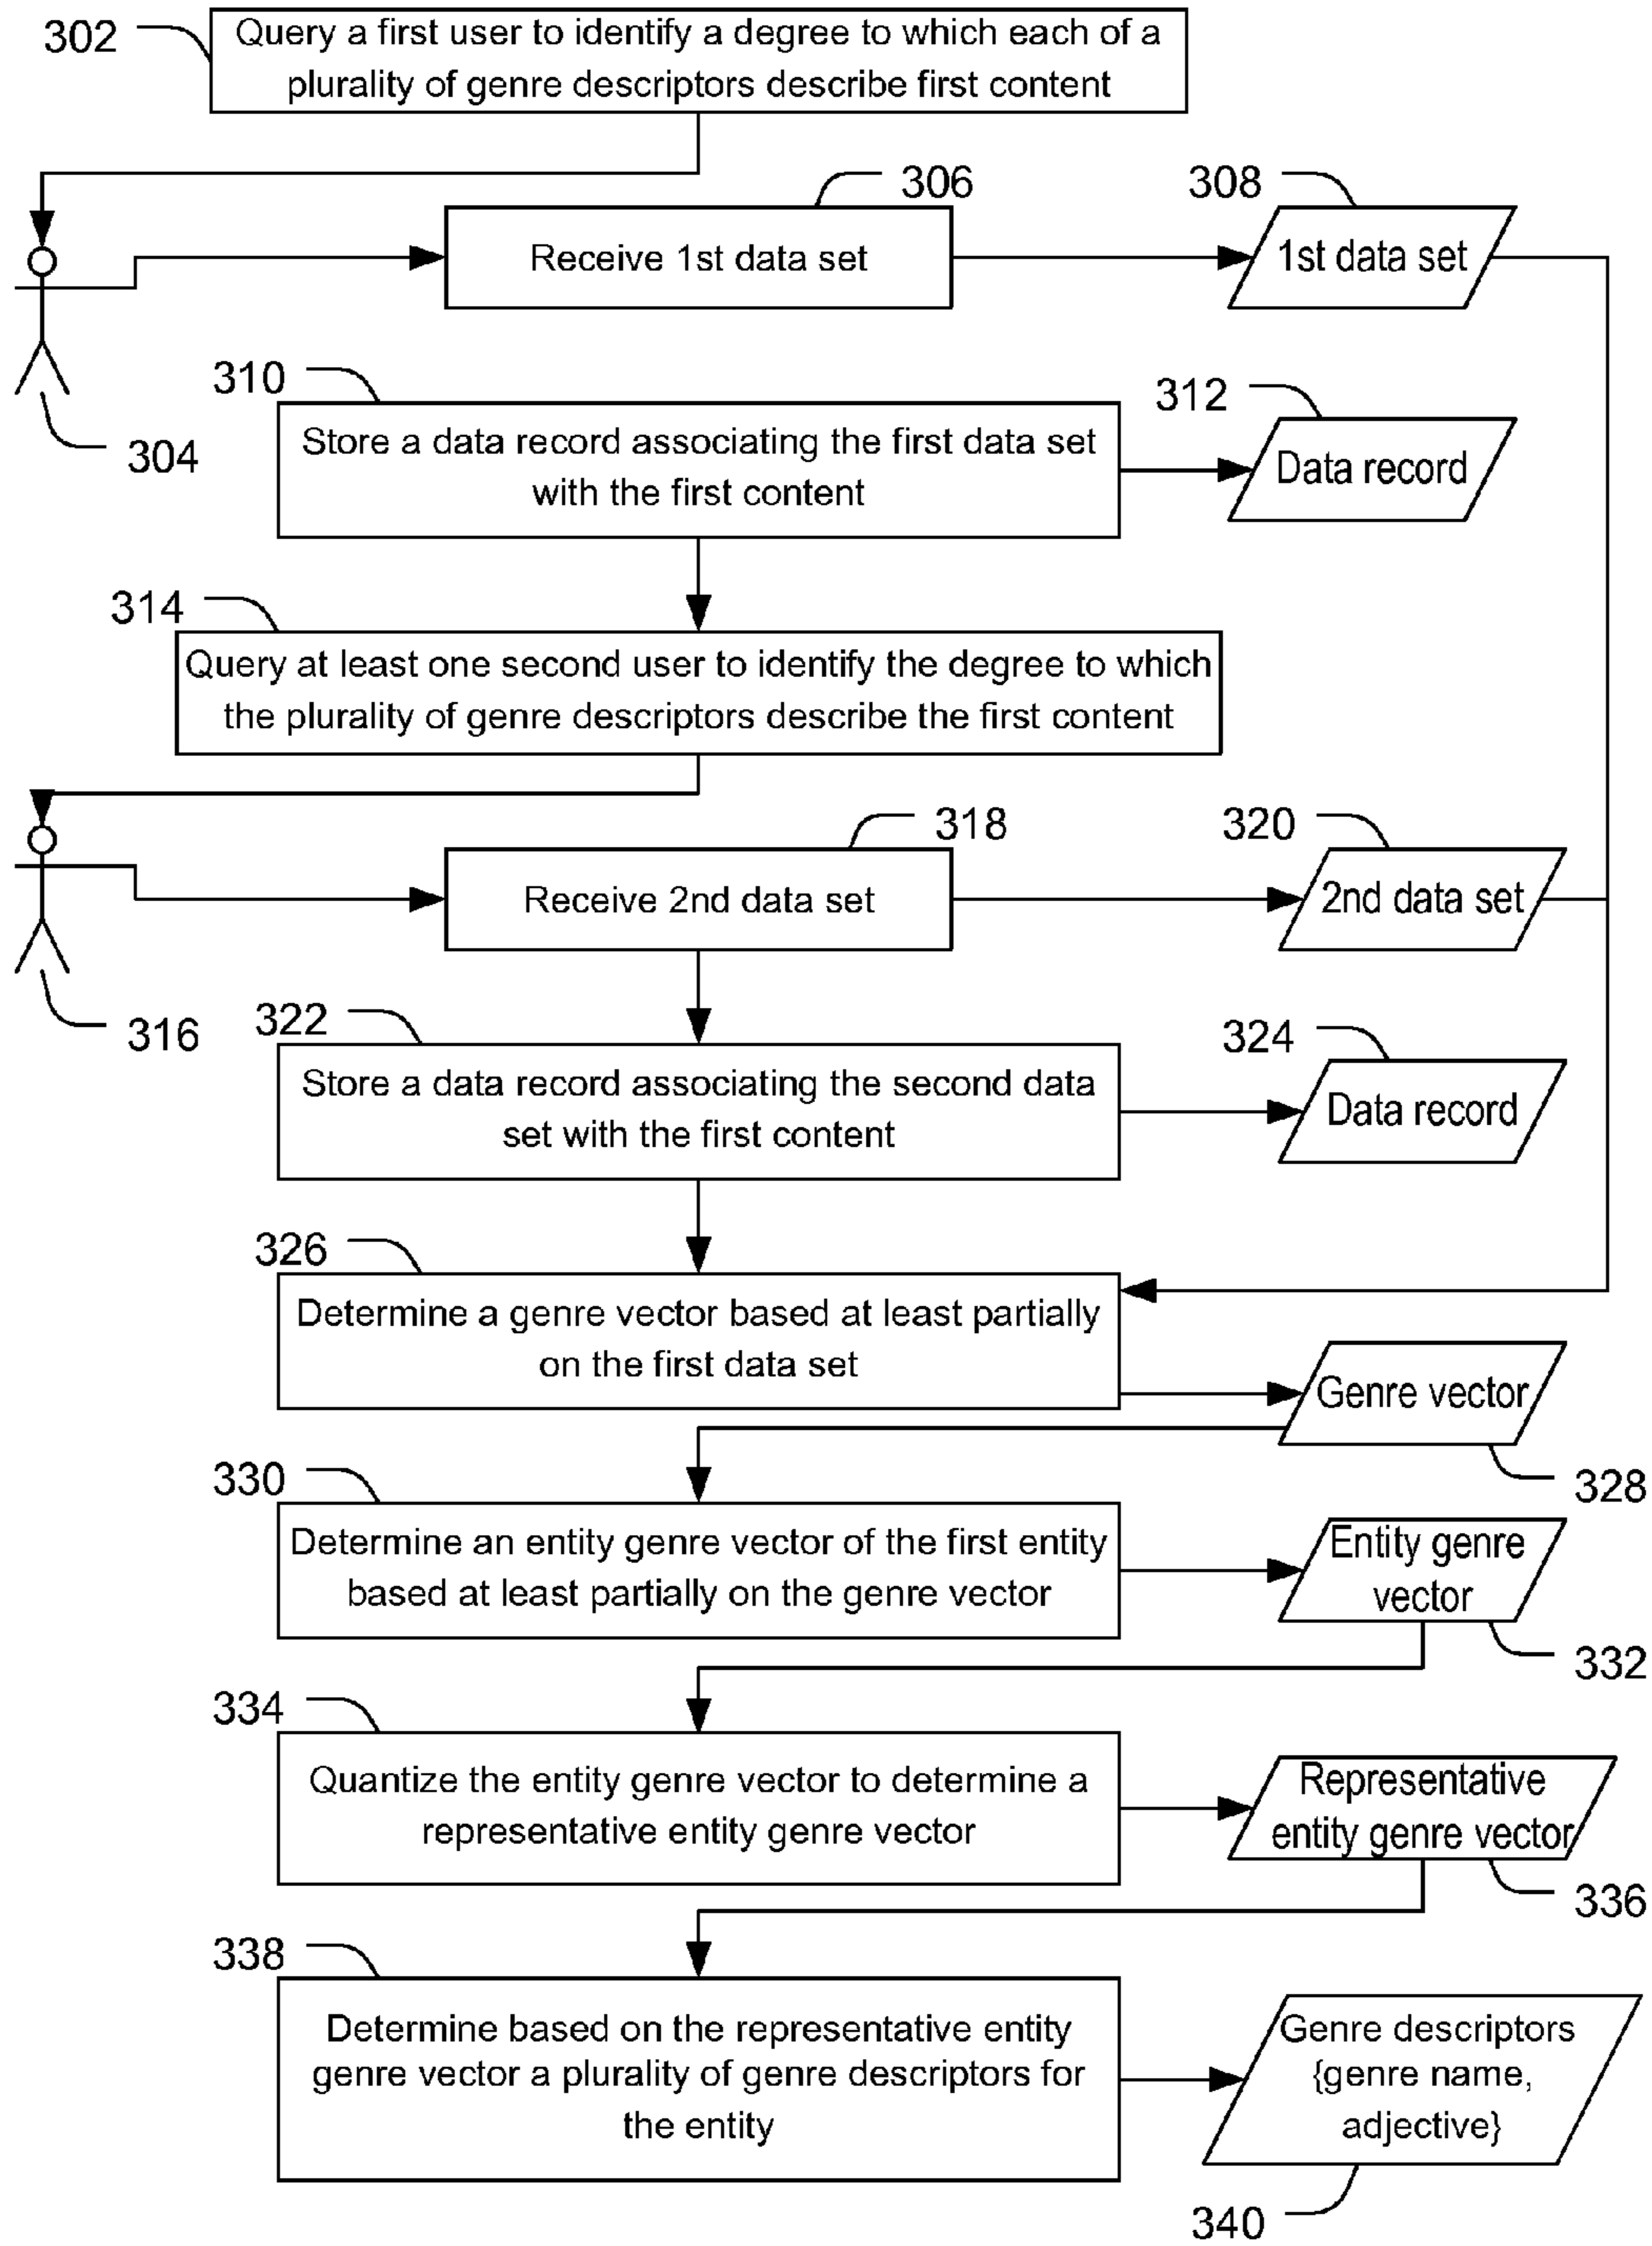 302
Query a first user to identify a degree to which each of a
plurality of genre descriptors describe first content
306
308
Receive 1st data set
1st data set
304
310
312
Store a data record associating the first data set
with the first content
Data record
314
Query at least one second user to identify the degree to which
the plurality of genre descriptors describe the first content
318
320
Receive 2nd data set
2nd data set
316
322
324
Store a data record associating the second data
set with the first content
Data record
326
Determine a genre vector based at least partially
on the first data set
Genre vector
328
330
Determine an entity genre vector of the first entity
based at least partially on the genre vector
Entity genre
vector
332
334
Quantize the entity genre vector to determine a
representative entity genre vector
Representative
entity genre vector
336
338
Determine based on the representative entity
genre vector a plurality of genre descriptors for
the entity
Genre descriptors
{genre name,
adjective}
340